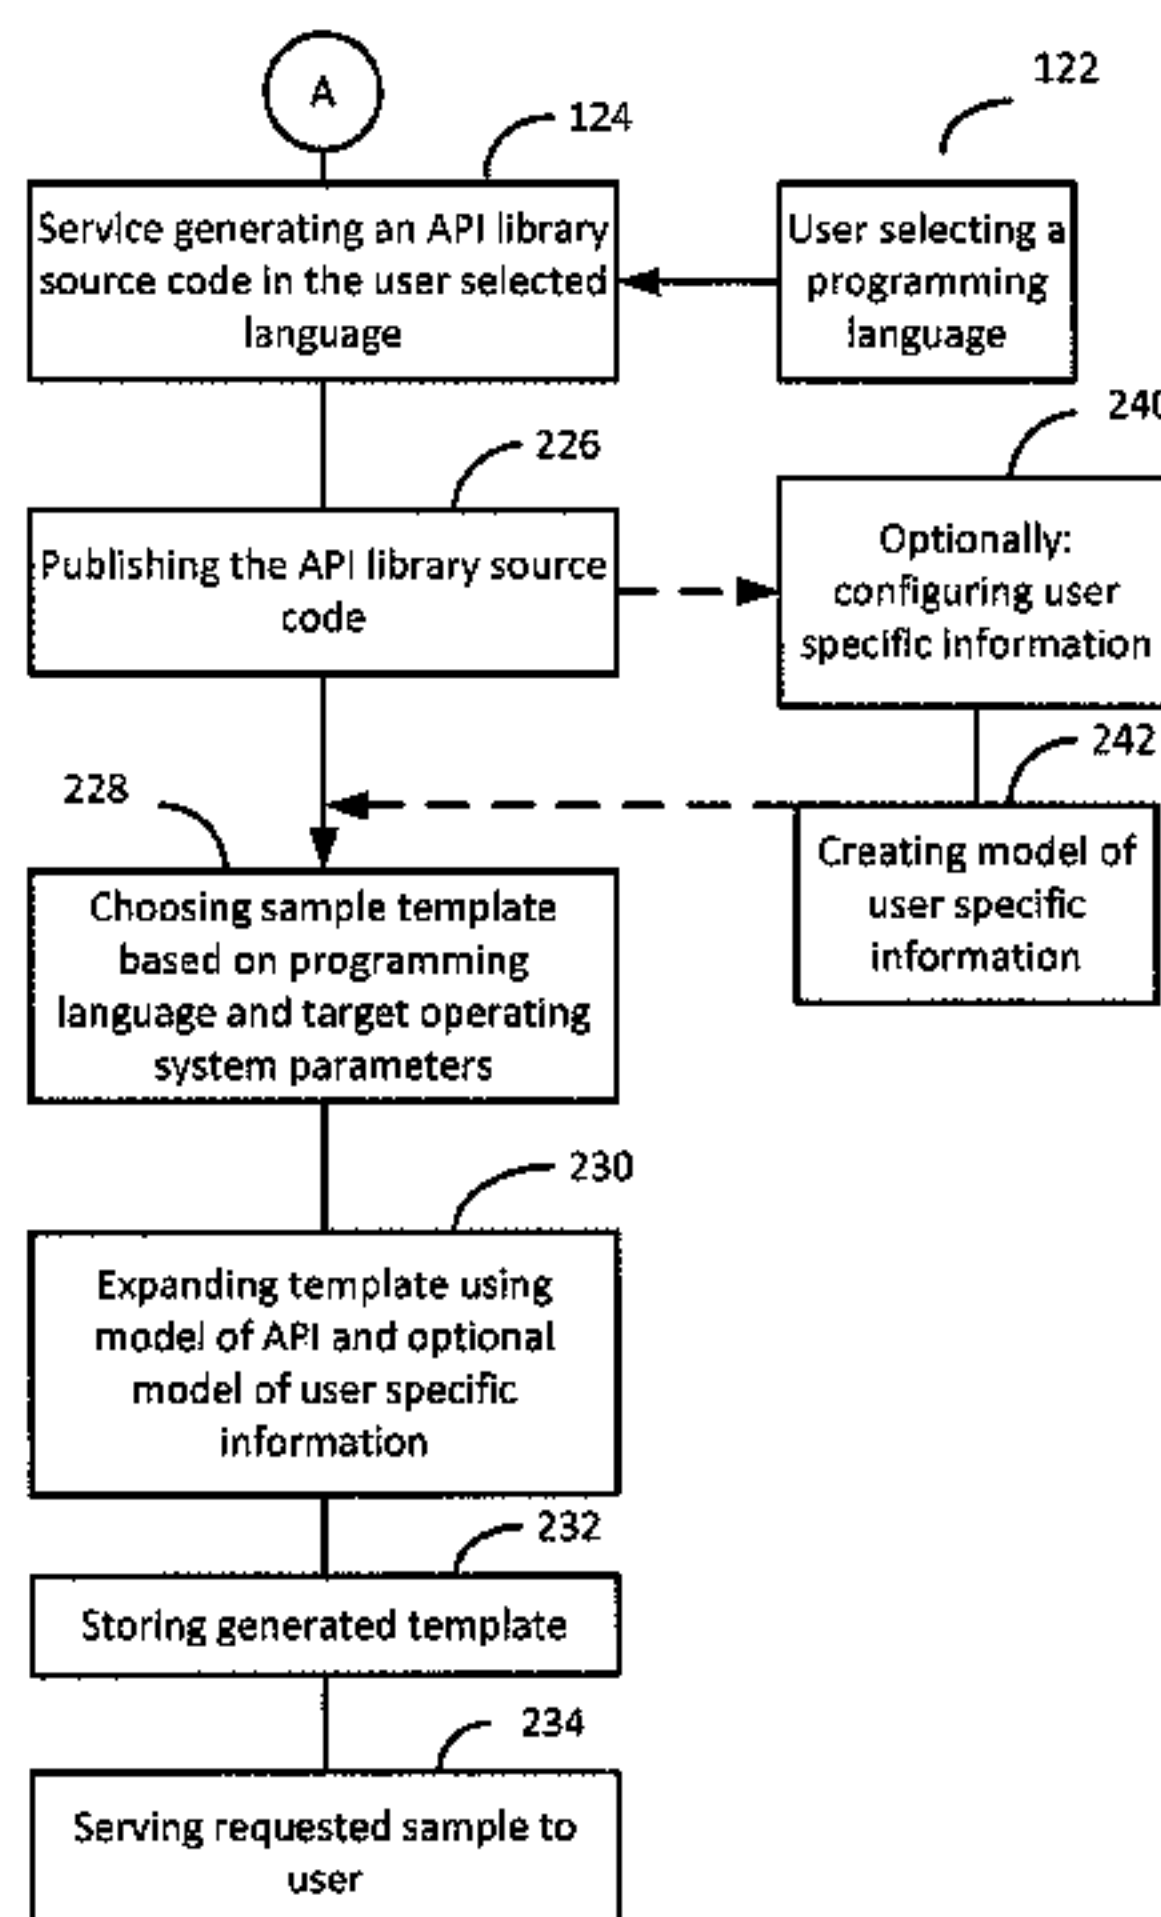 A
124
122
Service generating an API library
source code in the user selected
language
User selecting a
programming
language
226
240
Publishing the API library source
code
Optionally:
configuring user
specific information
242
228
Creating model of
user specific
information
Choosing sample template
based on programming
language and target operating
system parameters
230
Expanding template using
model of API and optional
model of user specific
information
232
Storing generated template
234
Serving requested sample to
user